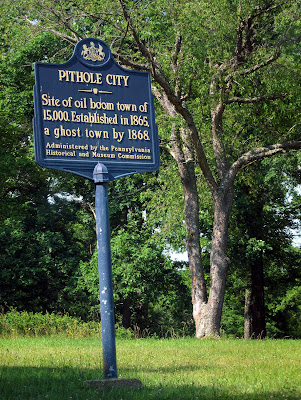 PITHOLE CITY
Site of oil boom town of
15,000. Established in 1865,
a ghost town by 1868.
Administered by the Pennsylvania
Historical and Museum Commission